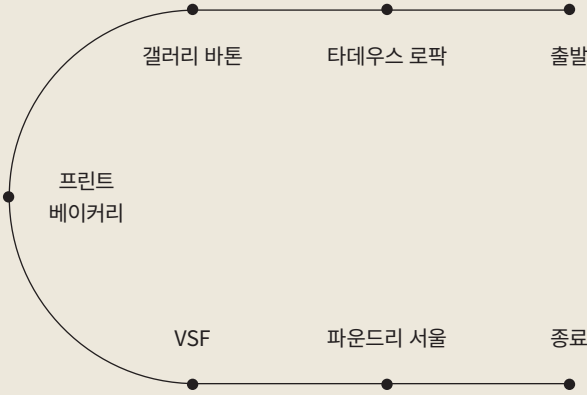 갤러리 바톤
타데우스 로팍
출발
프린트
베이커리
VSF
파운드리 서울
종료